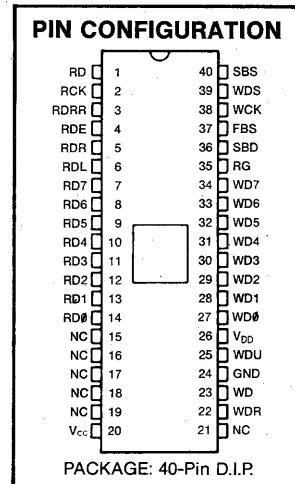 PIN CONFIGURATION
RD 1 40 SBS
RCK 2 39 WDS
RDRR 3 38 WCK
RDE 4 37 FBS
RDR 5 36 SBD
RDL 6 35 RG
RD7 7 34 WD7
RD6 8 33 WD6
RD5 9 32 WD5
RD4 10 31 WD4
RD3 11 30 WD3
RD2 12 29 WD2
RD1 13 28 WD1
RDØ 14 27 WDØ
NC 15 26 VDD
NC 16 25 WDU
NC 17 24 GND
NC 18 23 WD
NC 19 22 WDR
Vcc 20 21 NC
PACKAGE: 40-Pin D.I.P.